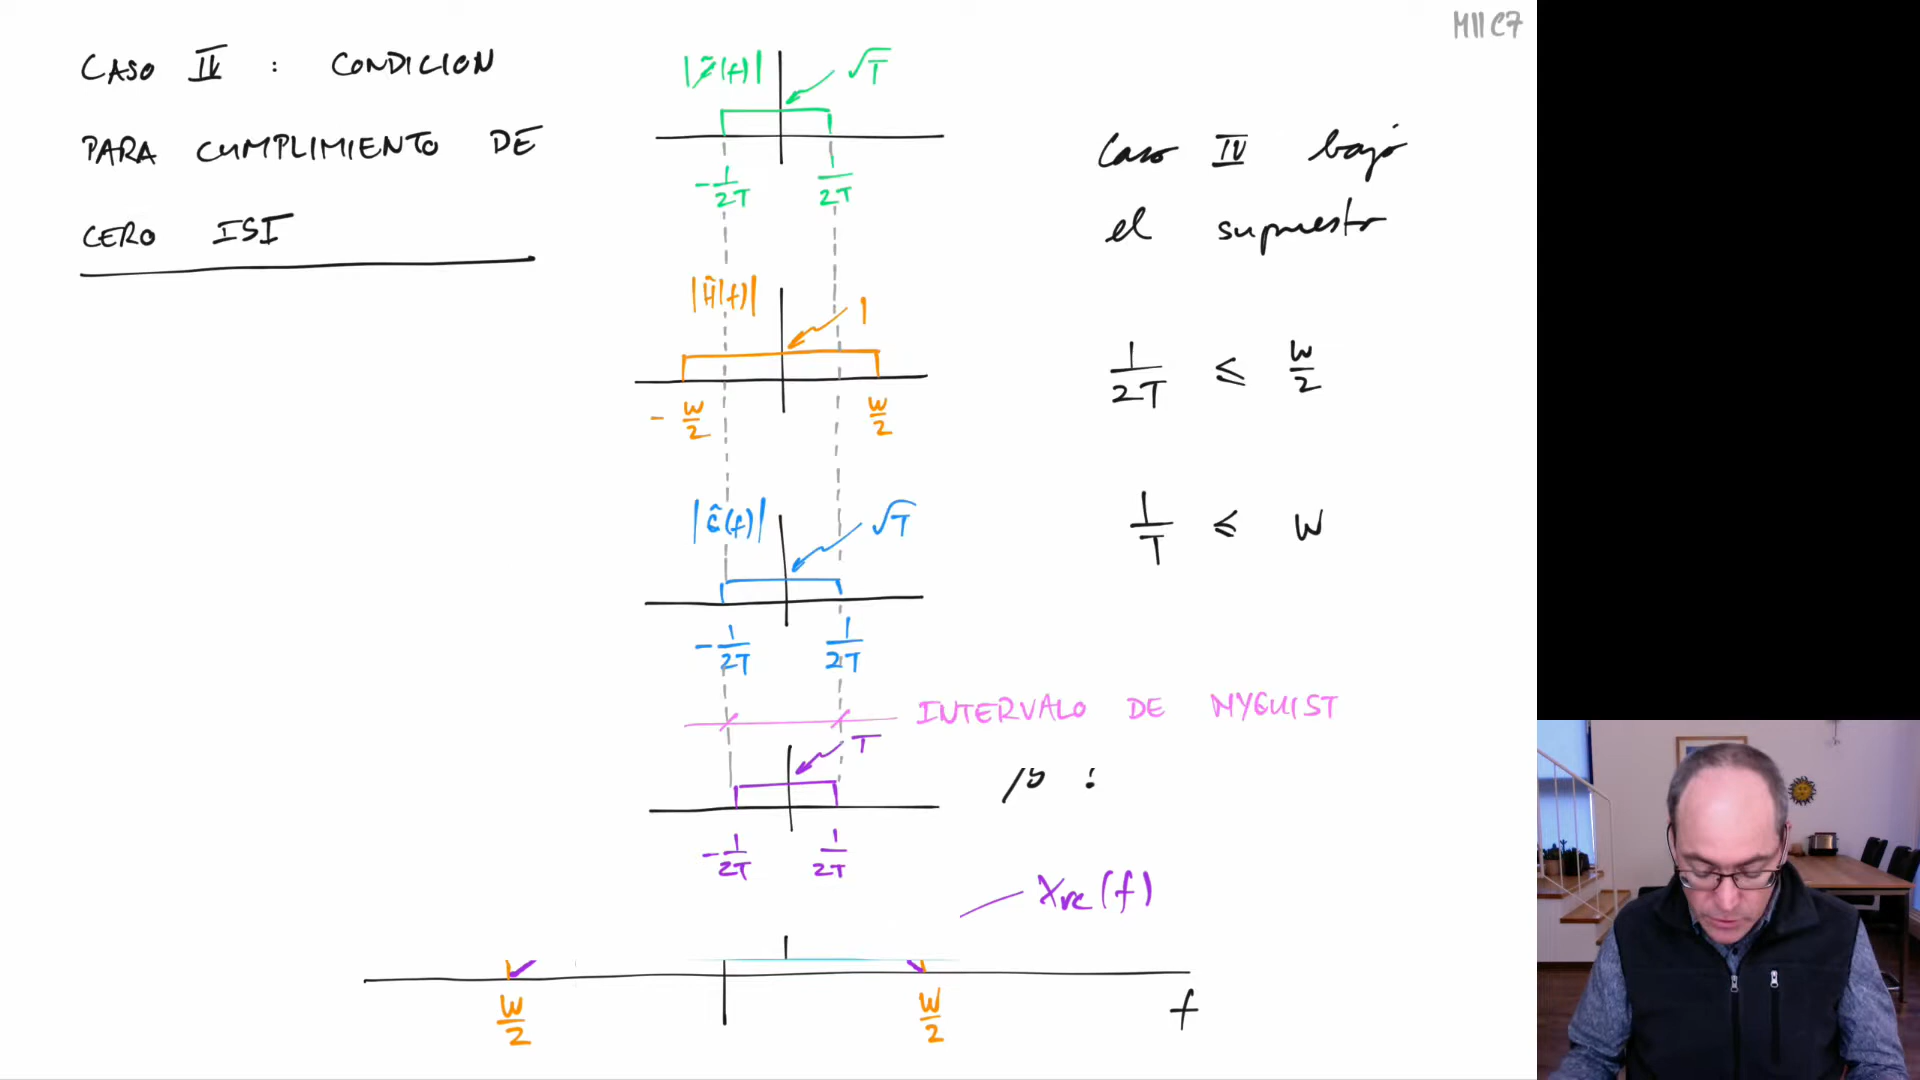 M11C7
CASO IV : CONDICION
PARA CUMPLIMIENTO DE
CERO ISI
√T
-1/2T 1/2T
|H̃(f)| 1
-W/2 W/2
|C̃(f)| √T
-1/2T 1/2T
INTERVALO DE NYQUIST
T
-1/2T 1/2T
Caso IV bajo
el supuesto
1/2T ≤ W/2
1/T ≤ W
Xrc(f)
W/2 W/2 f